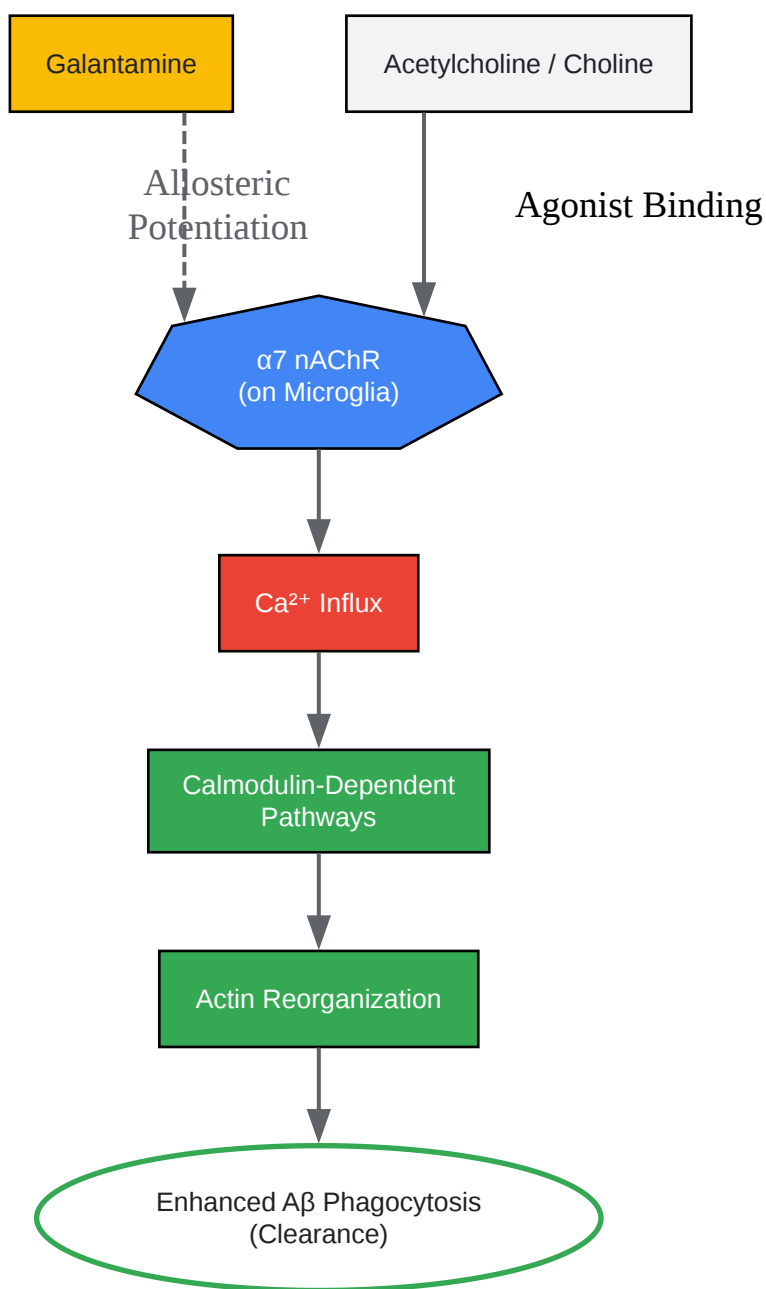 Galantamine
Acetylcholine / Choline
Allosteric
Potentiation
Agonist Binding
α7 nAChR
(on Microglia)
Ca²⁺ Influx
Calmodulin-Dependent
Pathways
Actin Reorganization
Enhanced Aβ Phagocytosis
(Clearance)